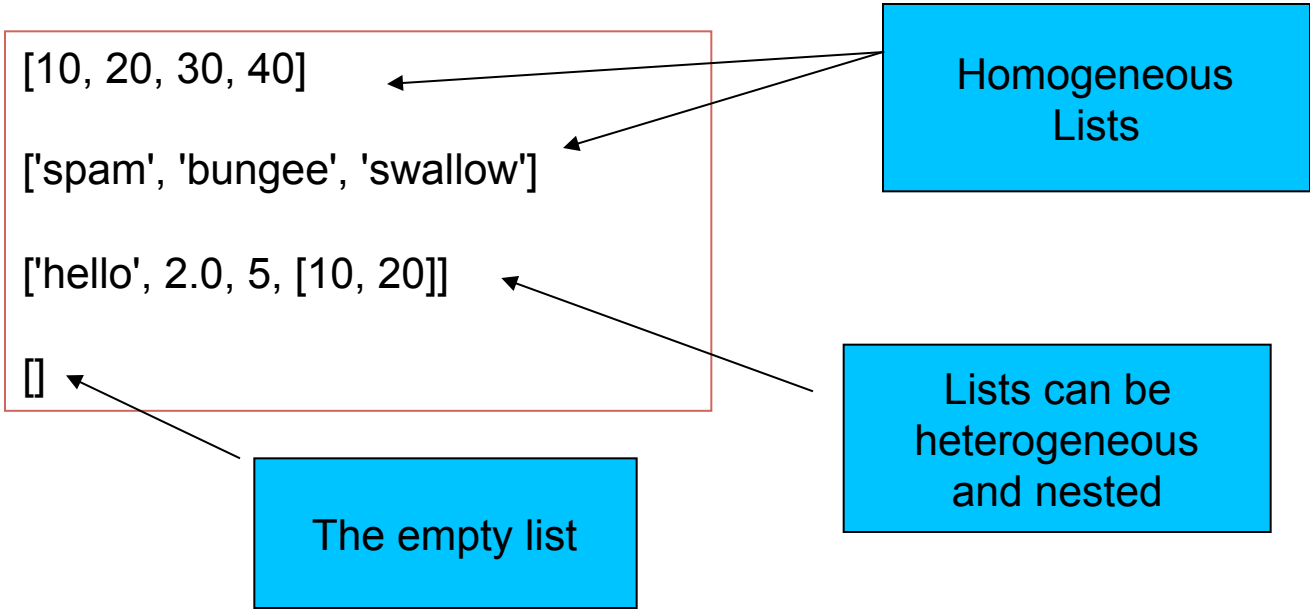 [10, 20, 30, 40]
['spam', 'bungee', 'swallow']
['hello', 2.0, 5, [10, 20]]
[]
Homogeneous
Lists
Lists can be
heterogeneous
and nested
The empty list